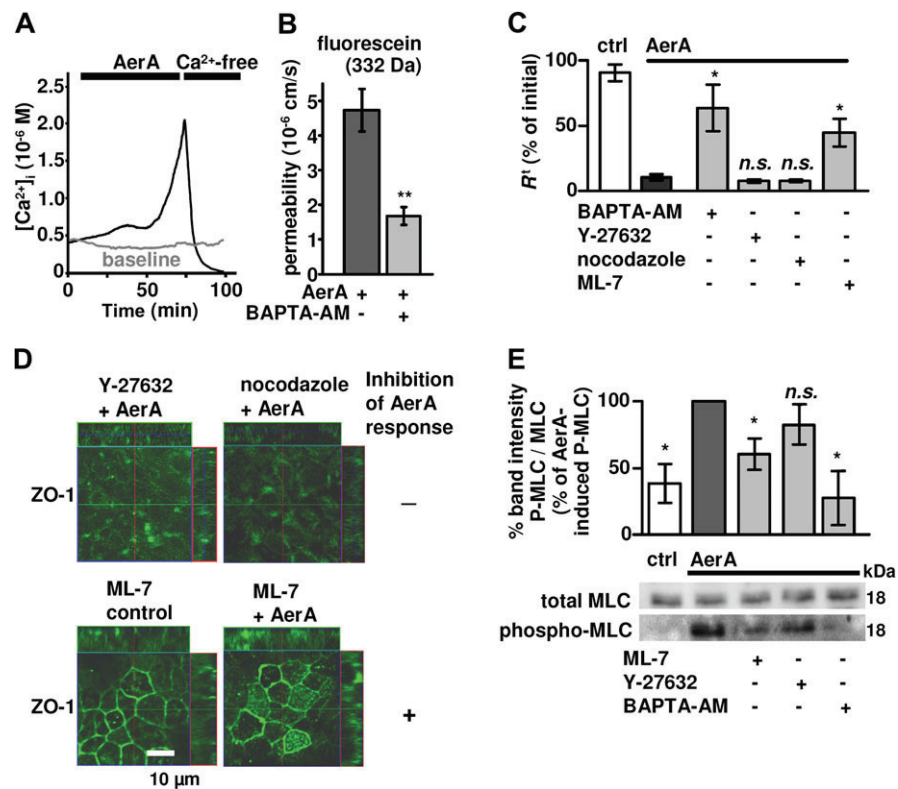 A
AerA Ca²⁺-free
[Ca²⁺]i (10⁻⁶ M)
2.5
2.0
1.5
1.0
0.5
0
baseline
0 50 100
Time (min)
B
fluorescein
(332 Da)
permeability (10⁻⁶ cm/s)
6
5
4
3
2
1
0
**
AerA + +
BAPTA-AM - +
C
ctrl AerA
Rᵗ (% of initial)
100
50
0
* n.s. n.s. *
BAPTA-AM - + - - -
Y-27632 - - + - -
nocodazole - - - + -
ML-7 - - - - +
D
Y-27632
+ AerA
nocodazole
+ AerA
Inhibition
of AerA
response
ZO-1
–
ML-7
control
ML-7
+ AerA
ZO-1
+
10 µm
E
% band intensity
P-MLC / MLC
(% of AerA-
induced P-MLC)
100
50
0
* * n.s. *
ctrl AerA
kDa
total MLC 18
phospho-MLC 18
ML-7 - + - -
Y-27632 - - + -
BAPTA-AM - - - +